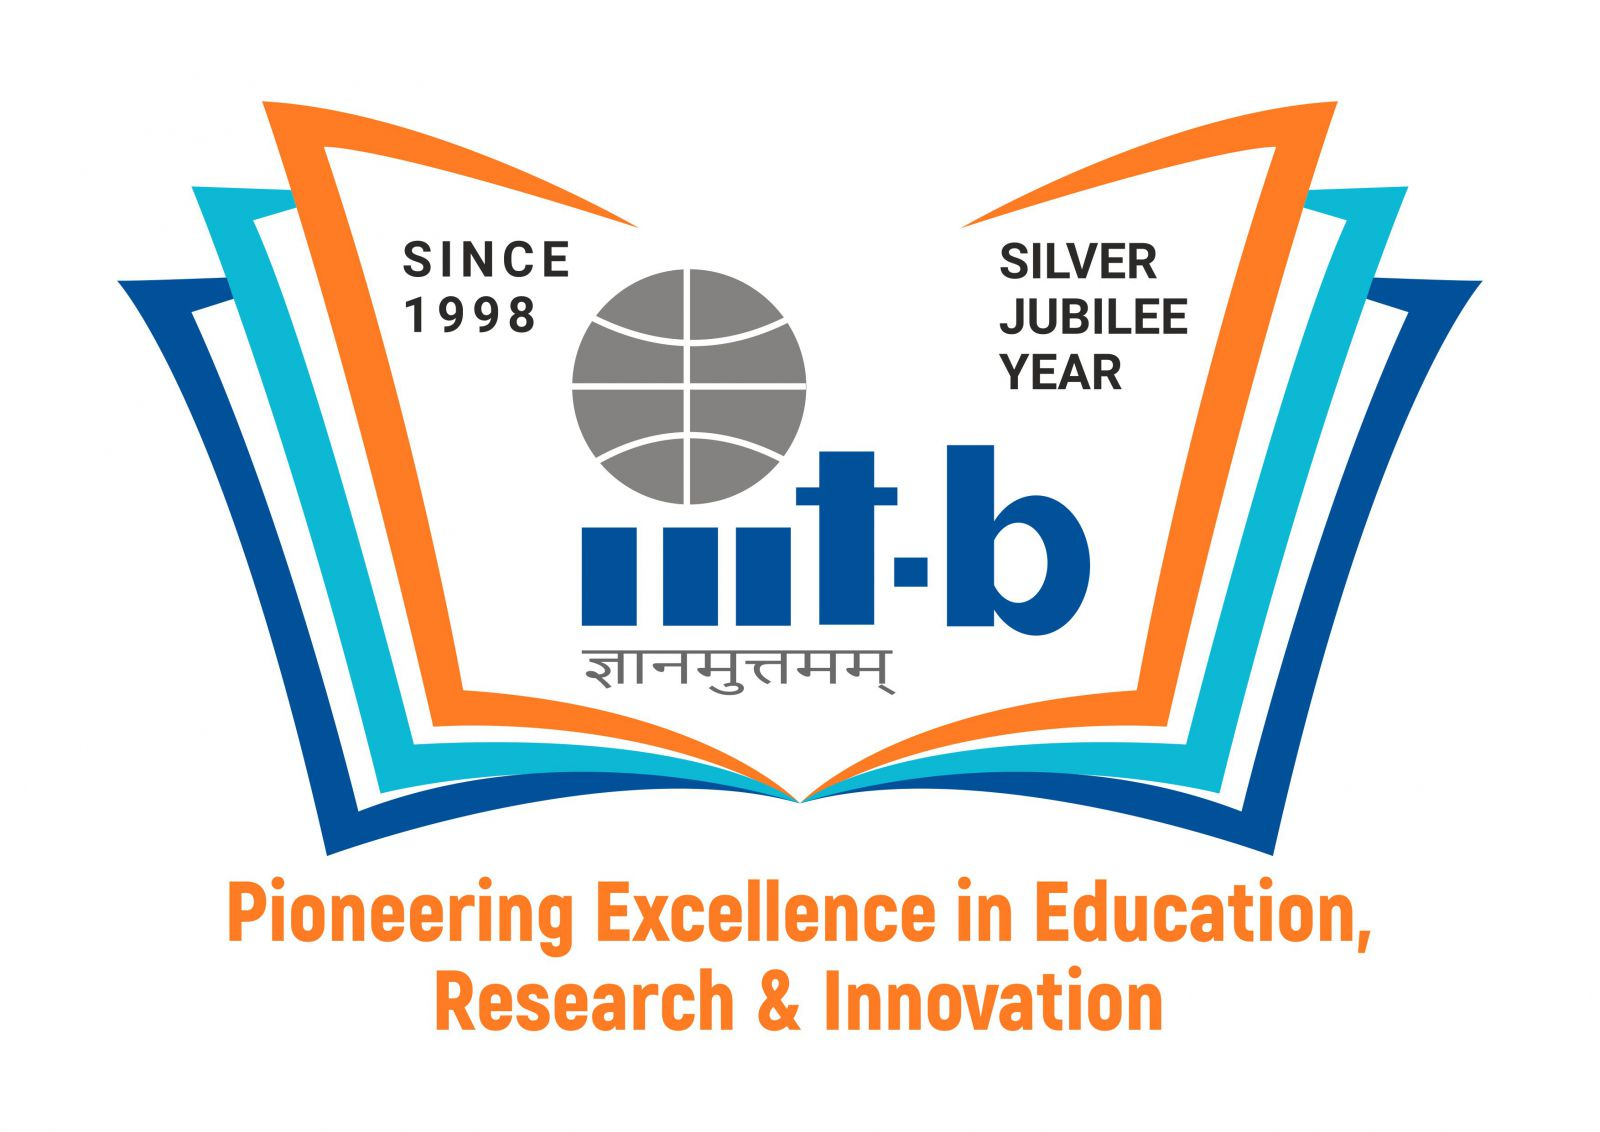 SINCE
1998
SILVER
JUBILEE
YEAR
iiit-b
ज्ञानमुत्तमम्
Pioneering Excellence in Education,
Research & Innovation